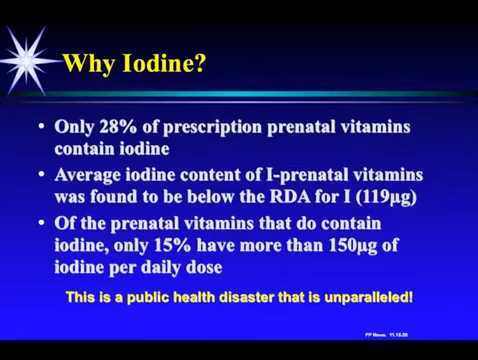 Why Iodine?
• Only 28% of prescription prenatal vitamins
contain iodine
• Average iodine content of I-prenatal vitamins
was found to be below the RDA for I (119µg)
• Of the prenatal vitamins that do contain
iodine, only 15% have more than 150µg of
iodine per daily dose
This is a public health disaster that is unparalleled!
FP News.